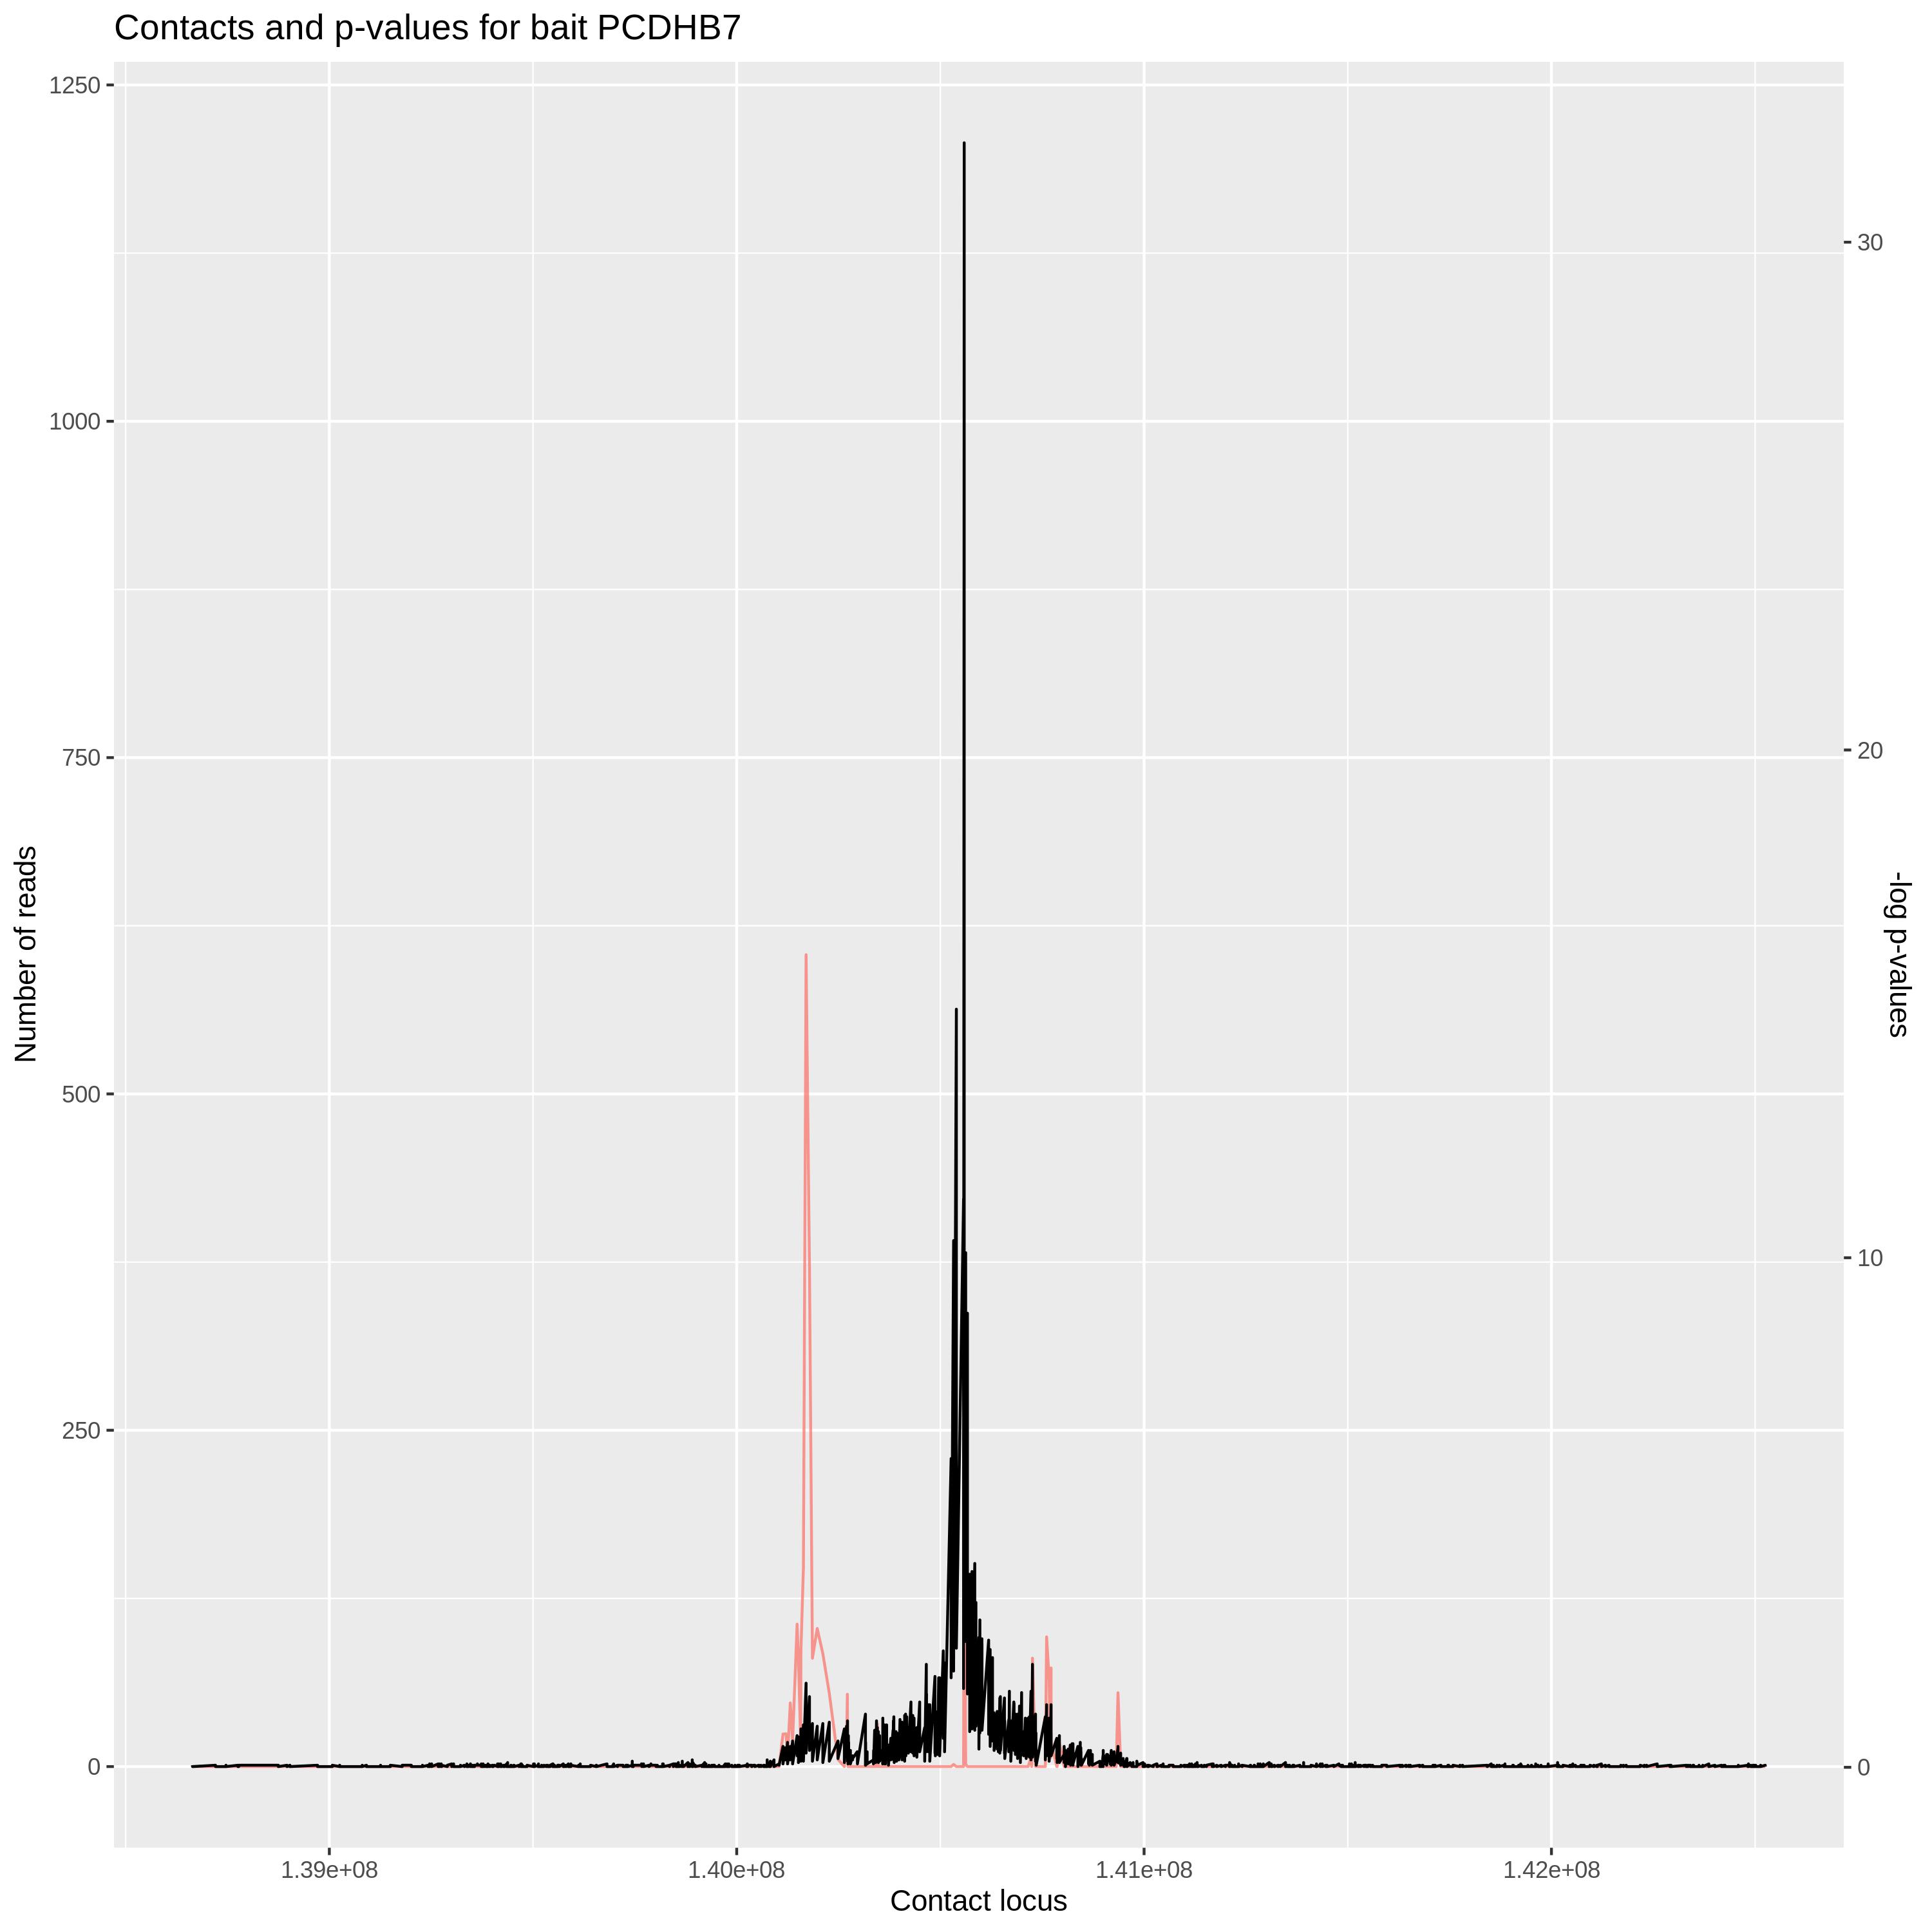 Contacts and p-values for bait PCDHB7
1250
1000
750
500
250
0
Number of reads
30
20
10
0
-log p-values
1.39e+08 1.40e+08 1.41e+08 1.42e+08
Contact locus